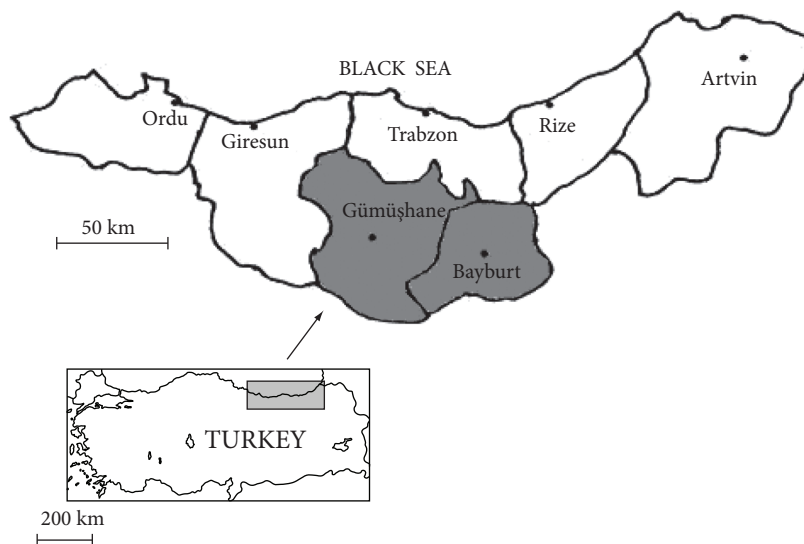 BLACK SEA
Artvin
Ordu
Giresun
Trabzon
Rize
Gümüşhane
50 km
Bayburt
TURKEY
200 km